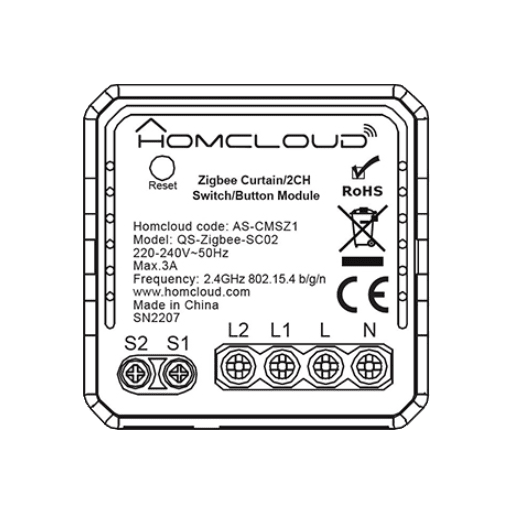 HOMCLOUD
Reset
Zigbee Curtain/2CH
Switch/Button Module
RoHS
Homcloud code: AS-CMSZ1
Model: QS-Zigbee-SC02
220-240V~50Hz
Max.3A
Frequency: 2.4GHz 802.15.4 b/g/n
www.homcloud.com
Made in China
SN2207
CE
S2 S1 L2 L1 L N